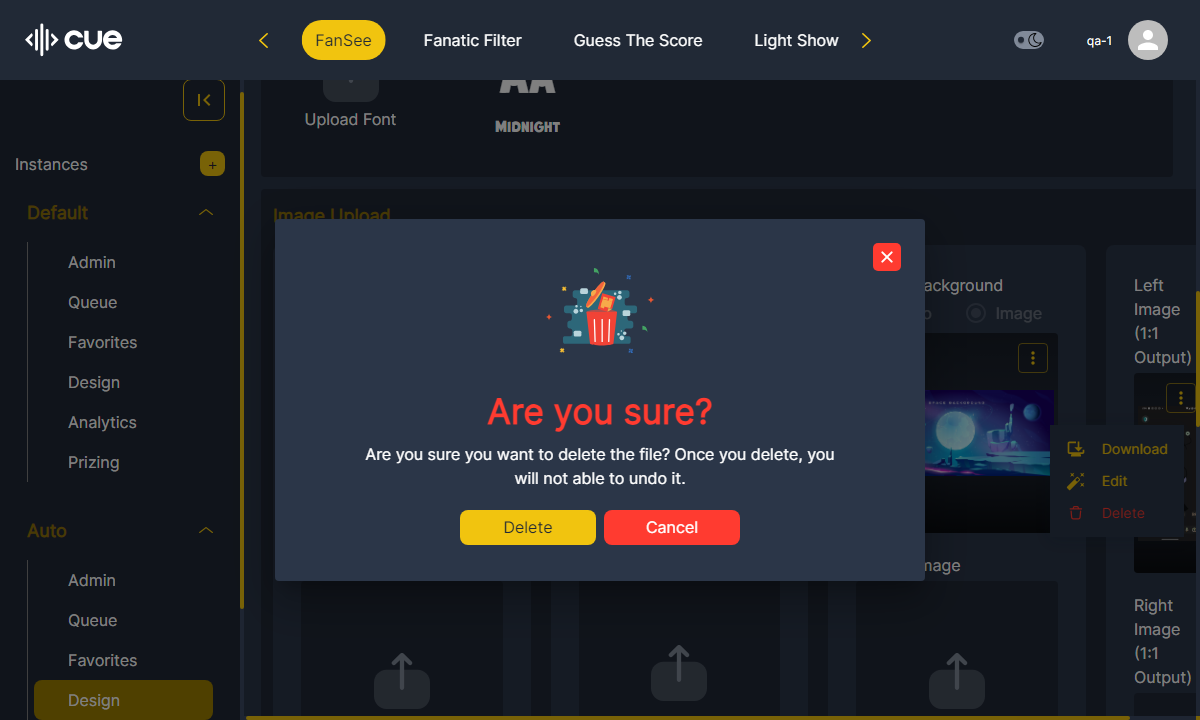 cue
FanSee
Fanatic Filter
Guess The Score
Light Show
qa-1
Upload Font
AA
MIDNIGHT
Instances
+
Default
Admin
Queue
Favorites
Design
Analytics
Prizing
Auto
Admin
Queue
Favorites
Design
Image Upload
Are you sure?
Are you sure you want to delete the file? Once you delete, you
will not able to undo it.
Delete
Cancel
ackground
o
Image
mage
Left
Image
(1:1
Output)
Download
Edit
Delete
Right
Image
(1:1
Output)